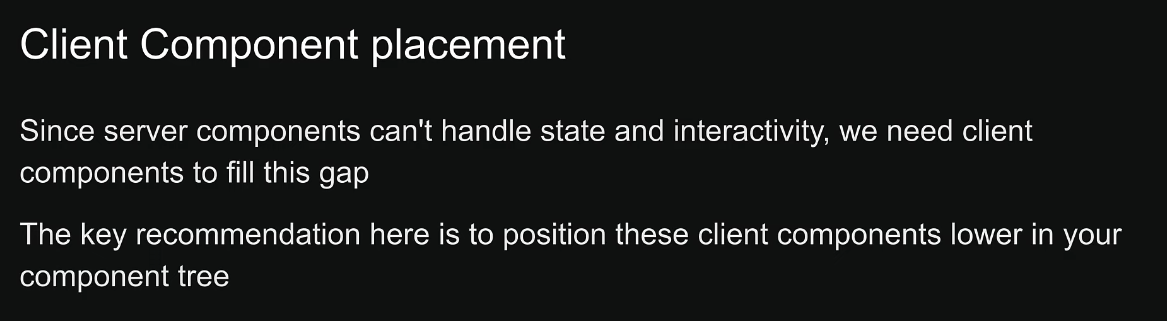 Client Component placement
Since server components can't handle state and interactivity, we need client
components to fill this gap
The key recommendation here is to position these client components lower in your
component tree